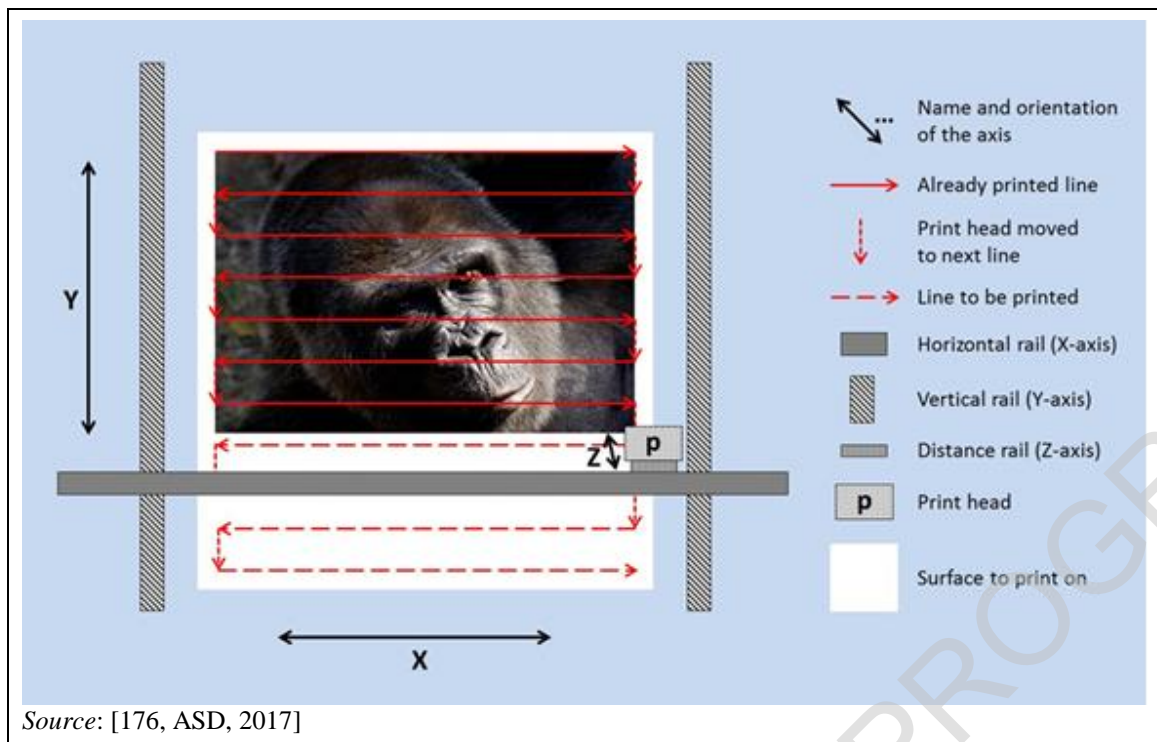 Name and orientation
of the axis
Already printed line
Print head moved
to next line
Line to be printed
Horizontal rail (X-axis)
Vertical rail (Y-axis)
Distance rail (Z-axis)
p Print head
Surface to print on
Y
Z
p
X
Source: [176, ASD, 2017]